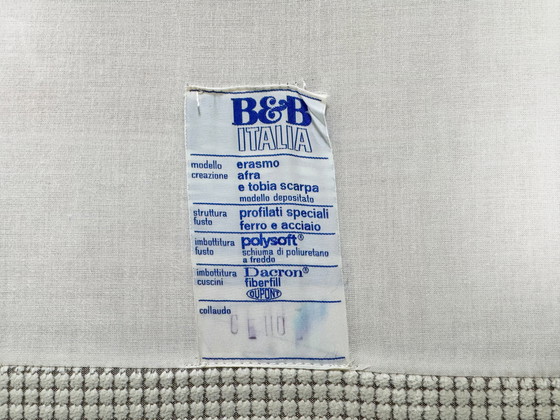 B&B
ITALIA
modello erasmo
creazione afra
e tobia scarpa
modello depositato
struttura profilati speciali
fusto ferro e acciaio
imbottitura polysoft®
fusto schiuma di poliuretano
a freddo
imbottitura Dacron®
cuscini fiberfill
DUPONT
collaudo